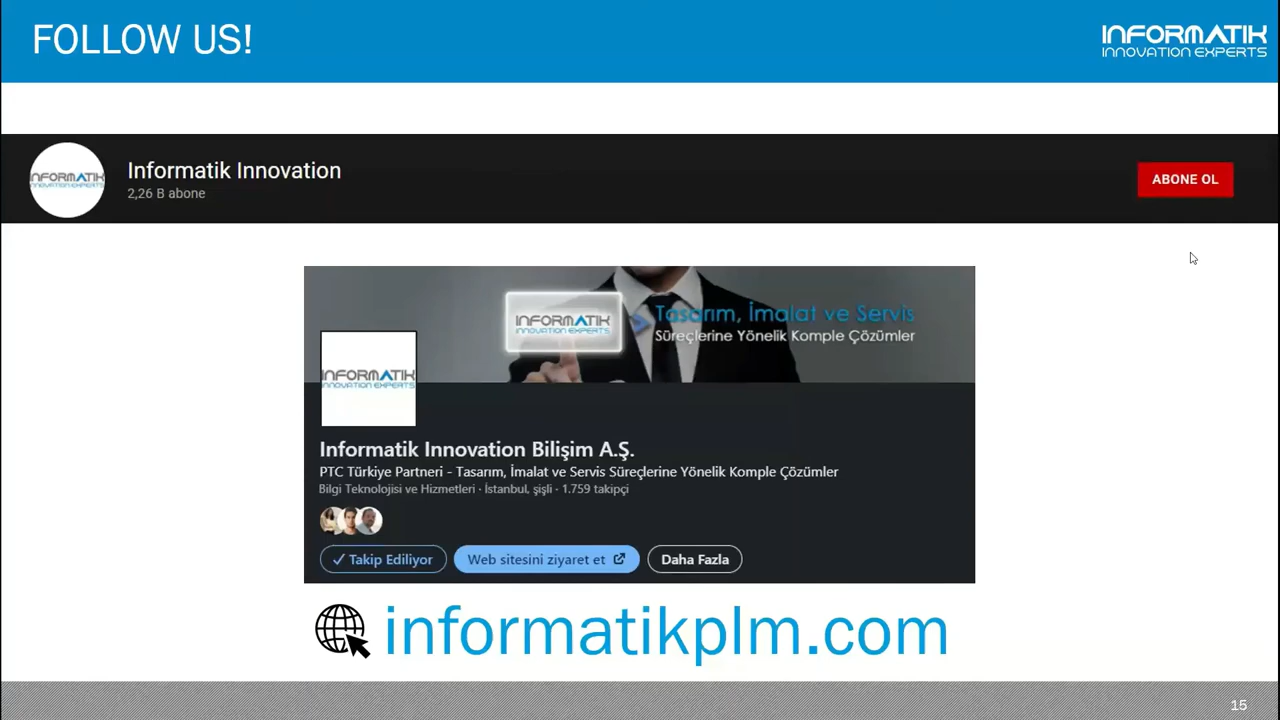 FOLLOW US!
INFORMATIK
INNOVATION EXPERTS
INFORMATIK
INNOVATION EXPERTS
Informatik Innovation
2,26 B abone
ABONE OL
INFORMATIK
INNOVATION EXPERTS
Tasarım, İmalat ve Servis
Süreçlerine Yönelik Komple Çözümler
INFORMATIK
INNOVATION EXPERTS
Informatik Innovation Bilişim A.Ş.
PTC Türkiye Partneri - Tasarım, İmalat ve Servis Süreçlerine Yönelik Komple Çözümler
Bilgi Teknolojisi ve Hizmetleri · İstanbul, şişli · 1.759 takipçi
✓ Takip Ediliyor
Web sitesini ziyaret et
Daha Fazla
informatikplm.com
15